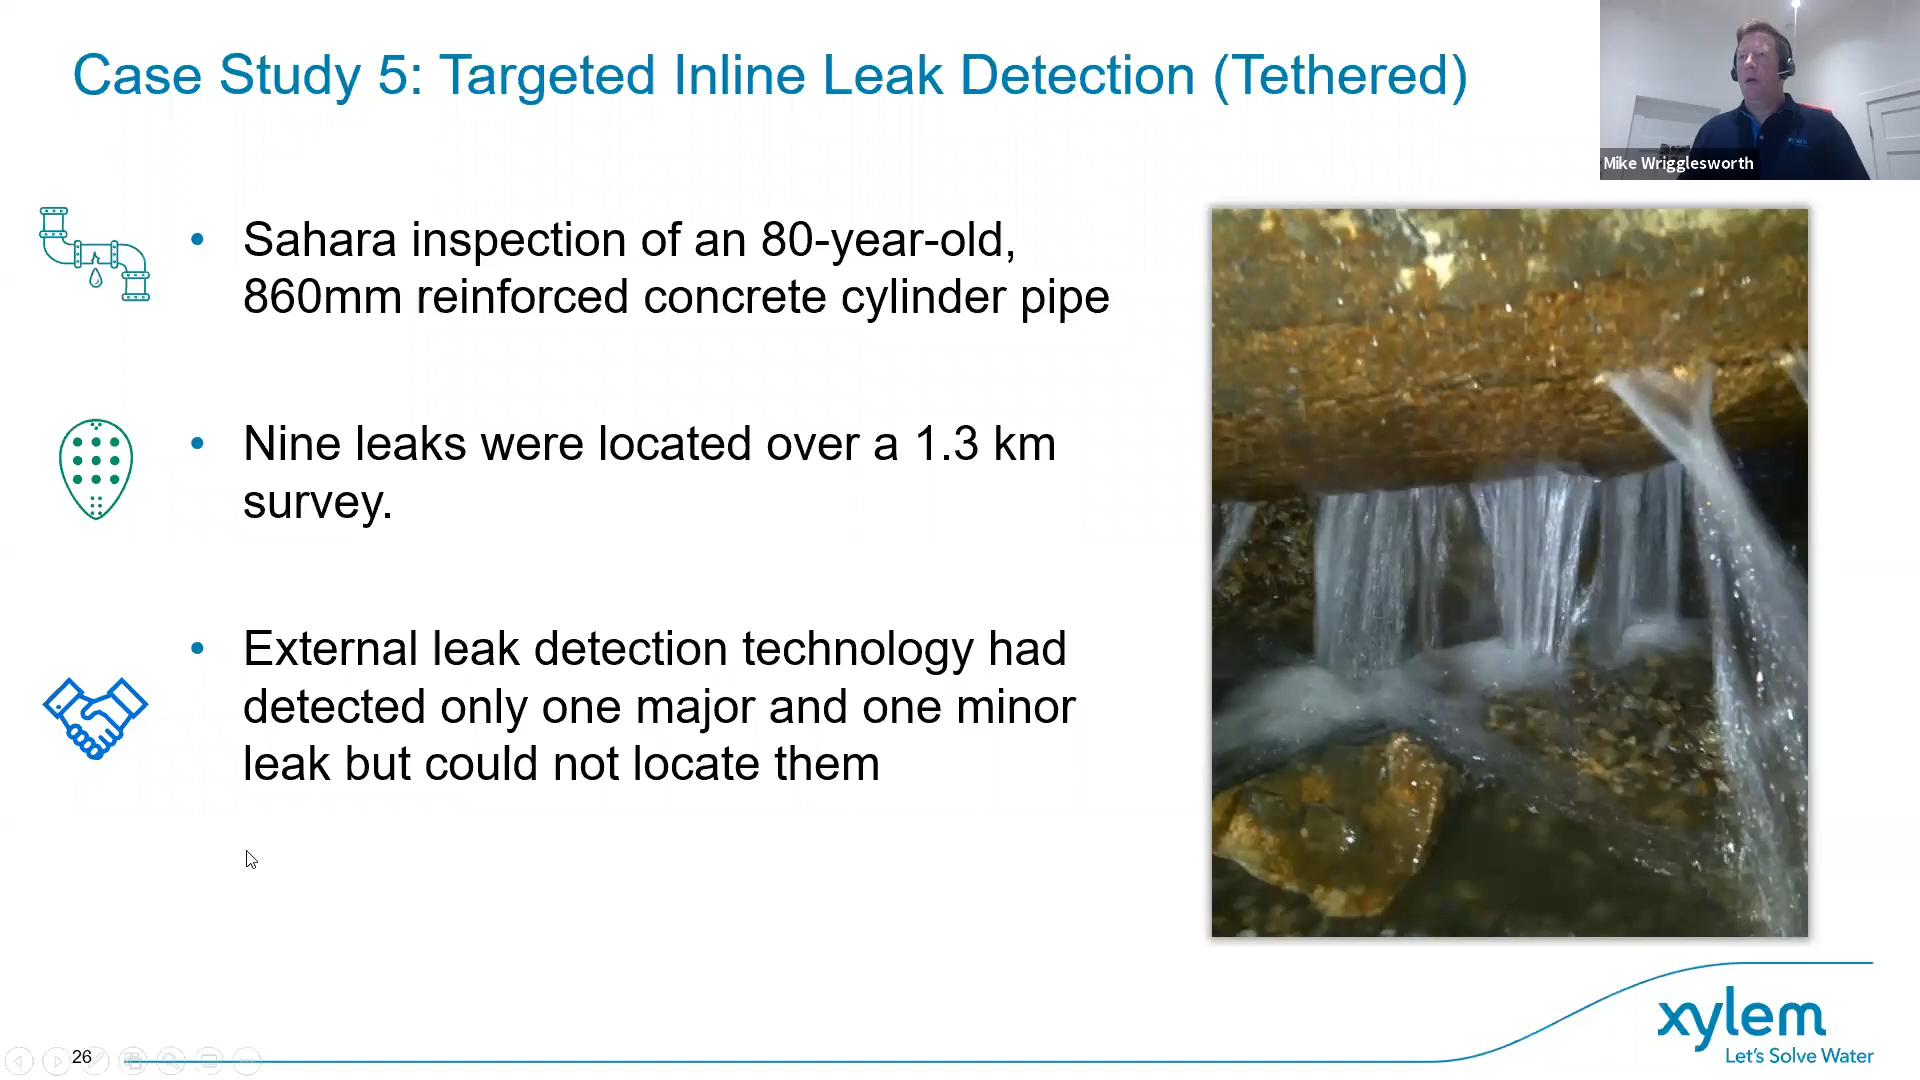 Case Study 5: Targeted Inline Leak Detection (Tethered)
Mike Wrigglesworth
• Sahara inspection of an 80-year-old,
860mm reinforced concrete cylinder pipe
• Nine leaks were located over a 1.3 km
survey.
• External leak detection technology had
detected only one major and one minor
leak but could not locate them
xylem
Let's Solve Water
26